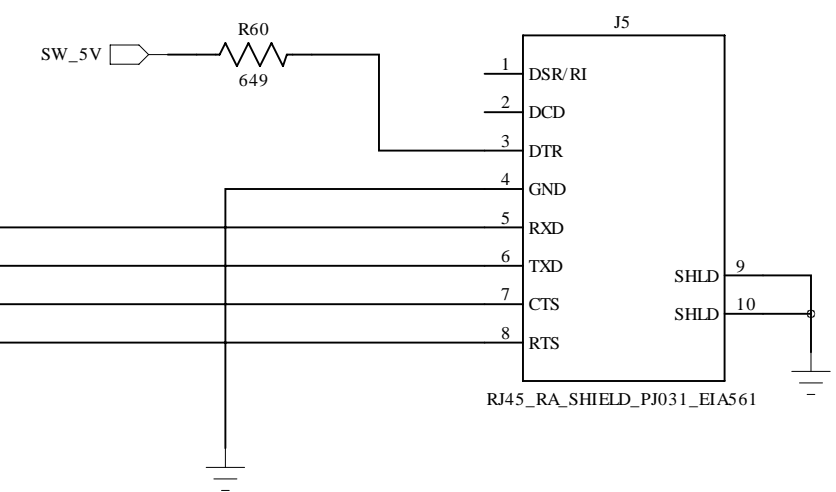 J5
R60
SW_5V
649
1 DSR/RI
2 DCD
3 DTR
4 GND
5 RXD
6 TXD
SHLD 9
7 CTS
SHLD 10
8 RTS
RJ45_RA_SHIELD_PJ031_EIA561